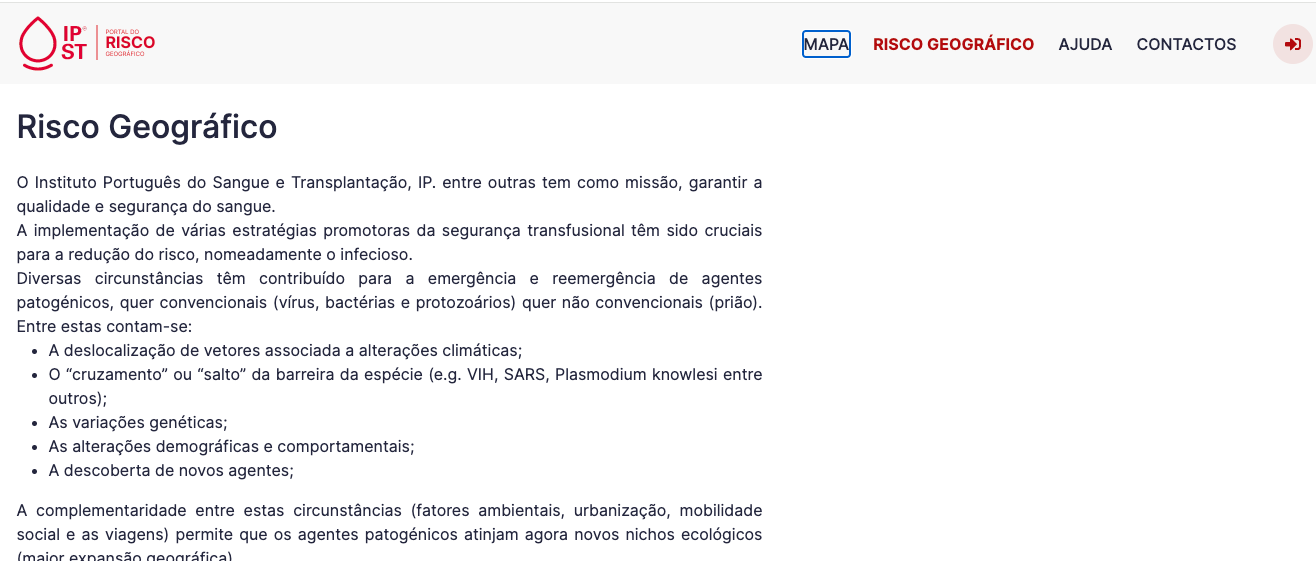 IP®
ST
PORTAL DO
RISCO
GEOGRÁFICO
MAPA
RISCO GEOGRÁFICO
AJUDA
CONTACTOS
Risco Geográfico
O Instituto Português do Sangue e Transplantação, IP. entre outras tem como missão, garantir a
qualidade e segurança do sangue.
A implementação de várias estratégias promotoras da segurança transfusional têm sido cruciais
para a redução do risco, nomeadamente o infecioso.
Diversas circunstâncias têm contribuído para a emergência e reemergência de agentes
patogénicos, quer convencionais (vírus, bactérias e protozoários) quer não convencionais (prião).
Entre estas contam-se:
• A deslocalização de vetores associada a alterações climáticas;
• O “cruzamento” ou “salto” da barreira da espécie (e.g. VIH, SARS, Plasmodium knowlesi entre
outros);
• As variações genéticas;
• As alterações demográficas e comportamentais;
• A descoberta de novos agentes;
A complementaridade entre estas circunstâncias (fatores ambientais, urbanização, mobilidade
social e as viagens) permite que os agentes patogénicos atinjam agora novos nichos ecológicos
(maior expansão geográfica)